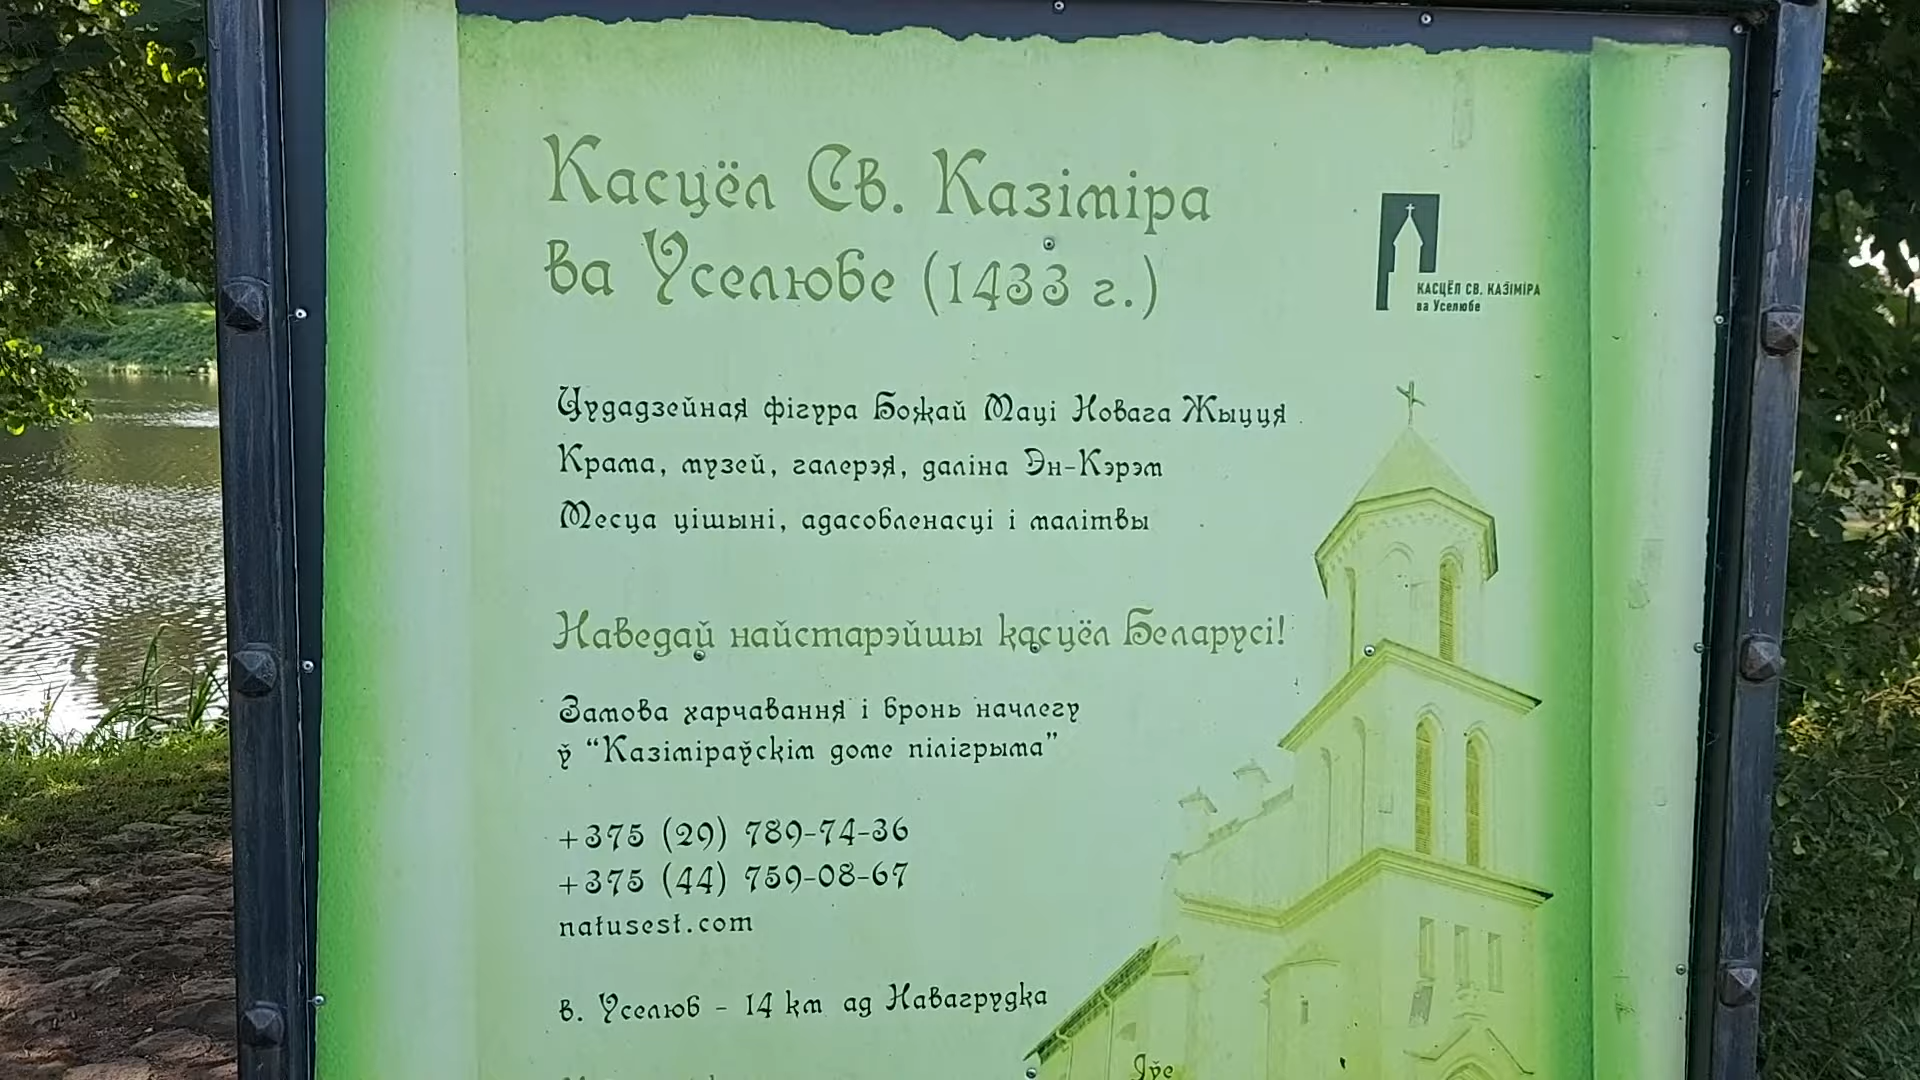 Касцёл Св. Казіміра
ва Уселюбе (1433 г.)
КАСЦЁЛ СВ. КАЗІМІРА
ва Уселюбе
Цудадзейная фігура Божай Маці Новага Жыцця
Крама, музей, галерэя, даліна Эн-Кэрэм
Месца цішыні, адасобленасці і малітвы
Наведай найстарэйшы касцёл Беларусі!
Замова харчавання і бронь начлегу
ў “Казіміраўскім доме пілігрыма”
+375 (29) 789-74-36
+375 (44) 759-08-67
natusest.com
в. Уселюб - 14 km ад Навагрудка